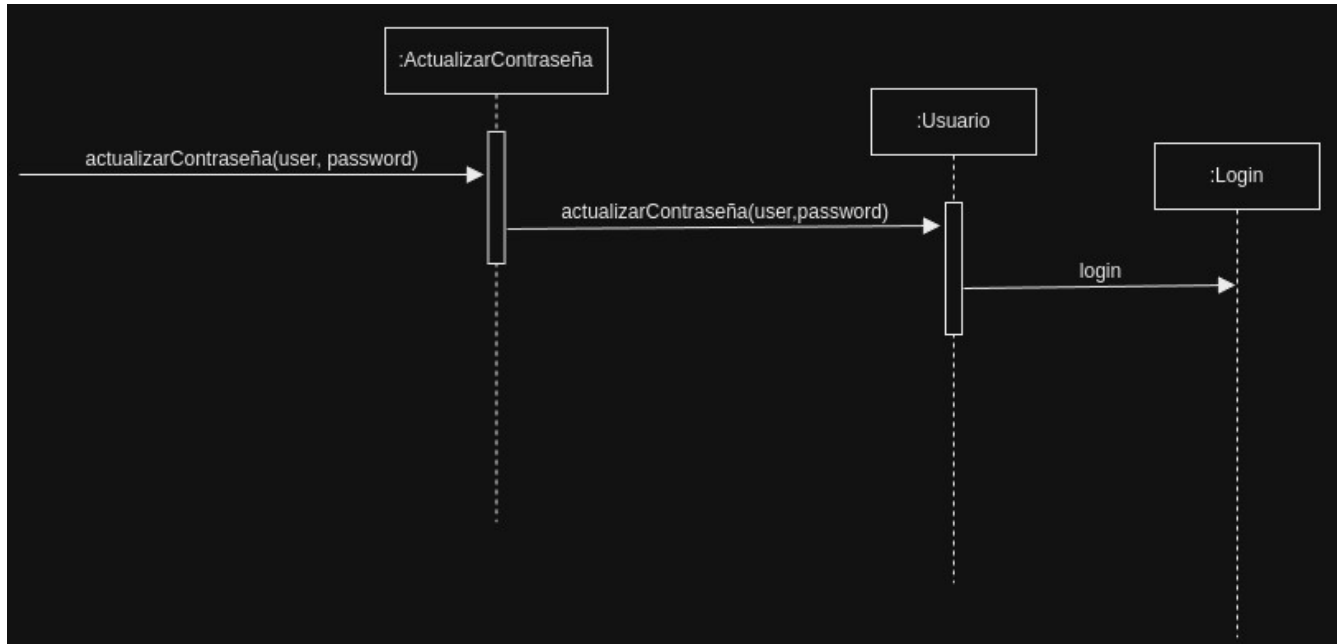 :ActualizarContraseña
:Usuario
:Login
actualizarContraseña(user, password)
actualizarContraseña(user,password)
login